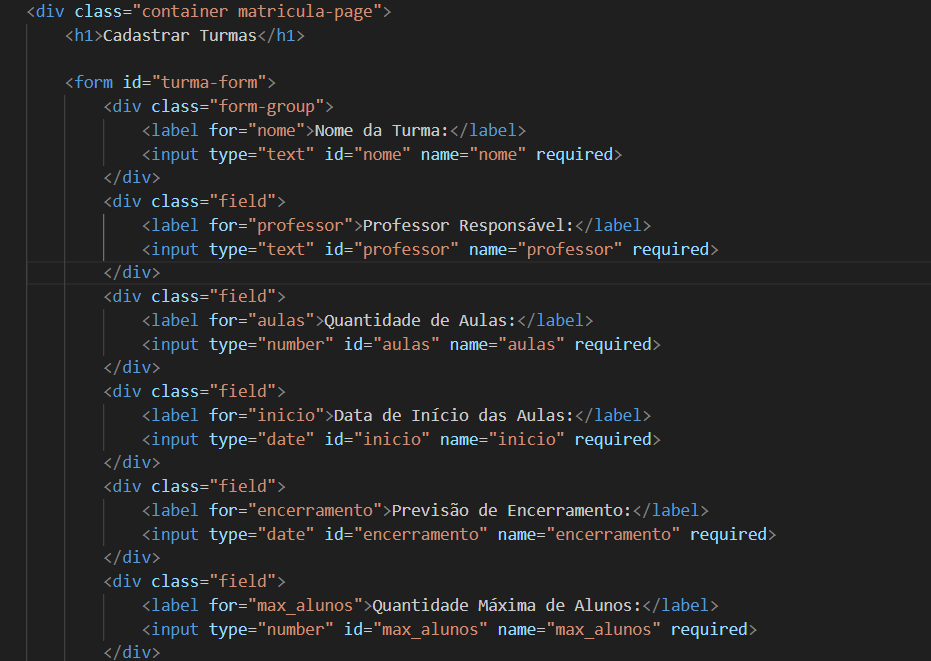 <div class="container matricula-page">
<h1>Cadastrar Turmas</h1>
<form id="turma-form">
<div class="form-group">
<label for="nome">Nome da Turma:</label>
<input type="text" id="nome" name="nome" required>
</div>
<div class="field">
<label for="professor">Professor Responsável:</label>
<input type="text" id="professor" name="professor" required>
</div>
<div class="field">
<label for="aulas">Quantidade de Aulas:</label>
<input type="number" id="aulas" name="aulas" required>
</div>
<div class="field">
<label for="inicio">Data de Início das Aulas:</label>
<input type="date" id="inicio" name="inicio" required>
</div>
<div class="field">
<label for="encerramento">Previsão de Encerramento:</label>
<input type="date" id="encerramento" name="encerramento" required>
</div>
<div class="field">
<label for="max_alunos">Quantidade Máxima de Alunos:</label>
<input type="number" id="max_alunos" name="max_alunos" required>
</div>